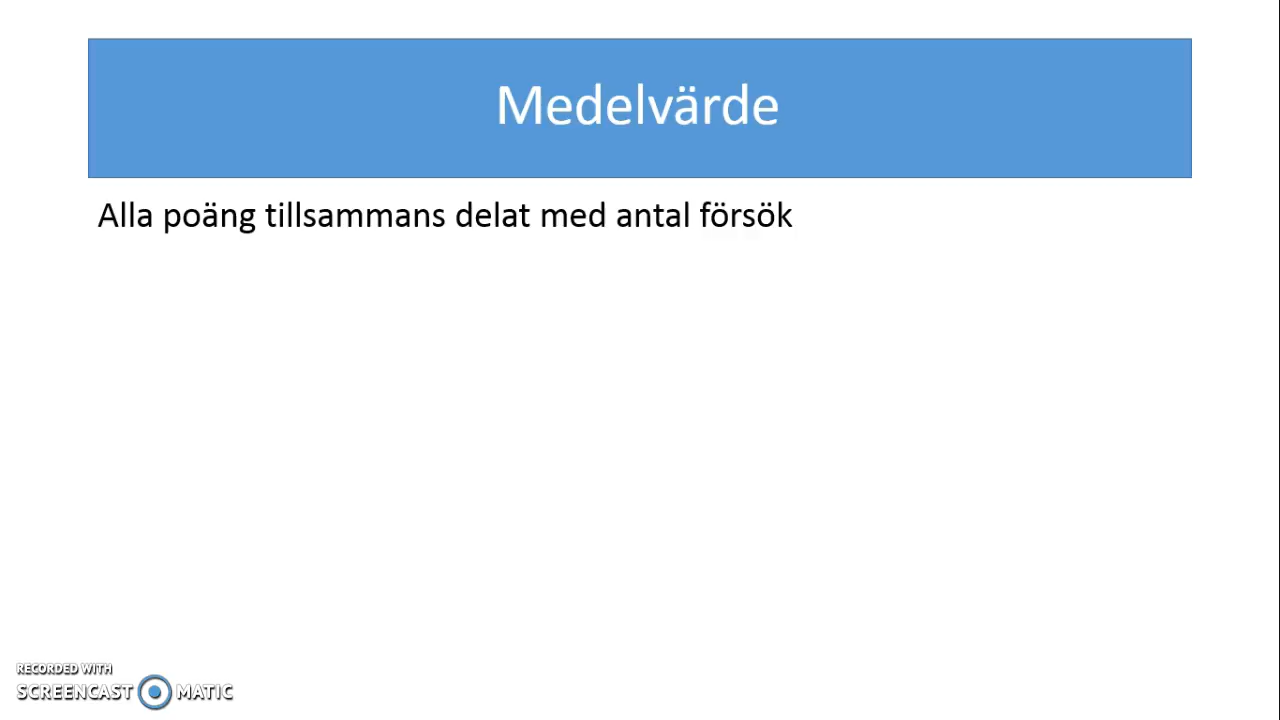 Medelvärde
Alla poäng tillsammans delat med antal försök
RECORDED WITH
SCREENCAST MATIC